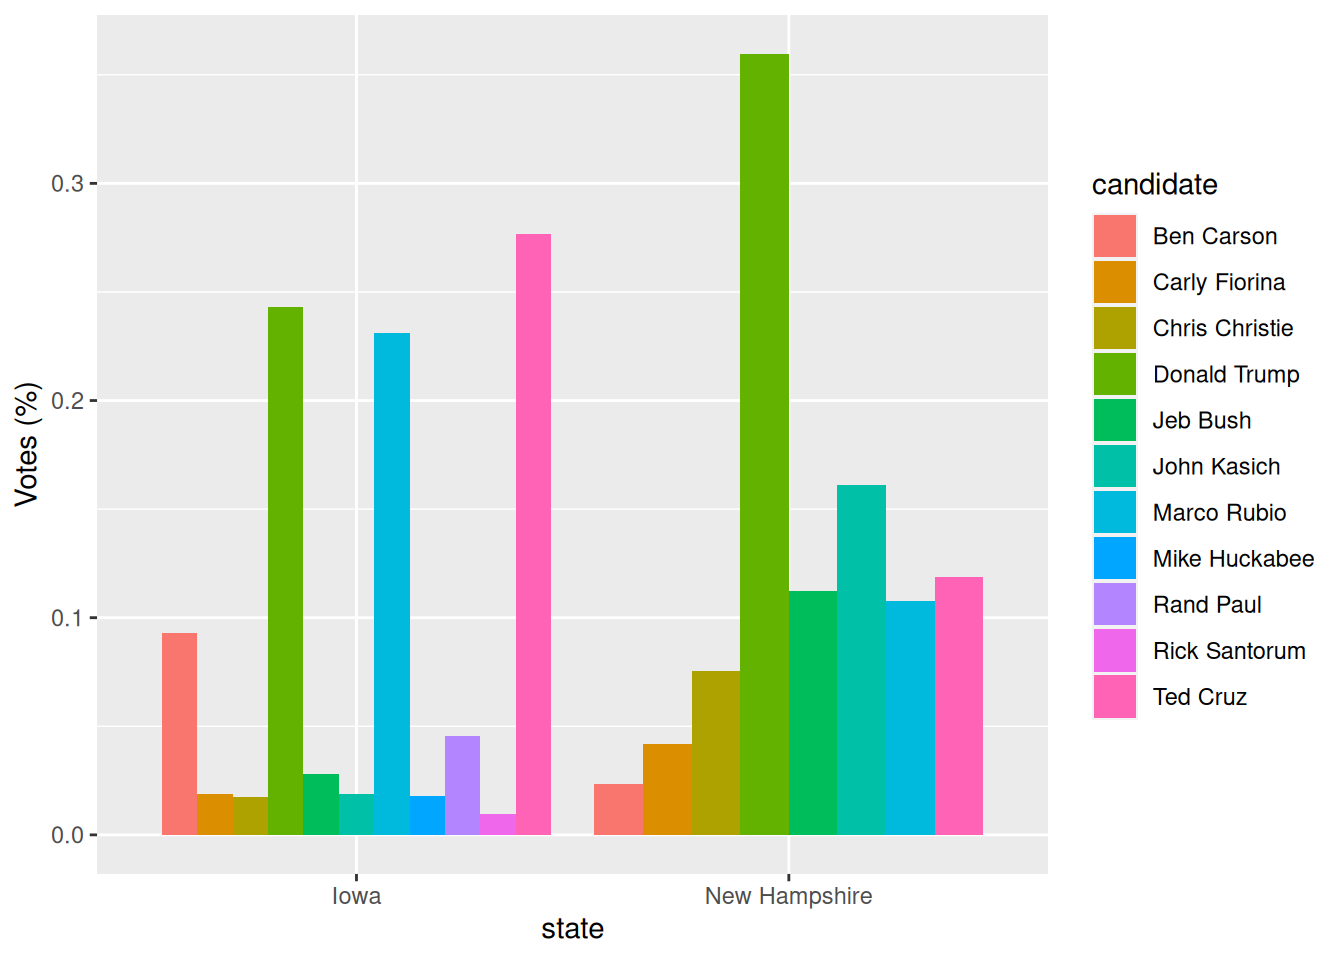 Votes (%)
0.3
0.2
0.1
0.0
Iowa
New Hampshire
state
candidate
Ben Carson
Carly Fiorina
Chris Christie
Donald Trump
Jeb Bush
John Kasich
Marco Rubio
Mike Huckabee
Rand Paul
Rick Santorum
Ted Cruz